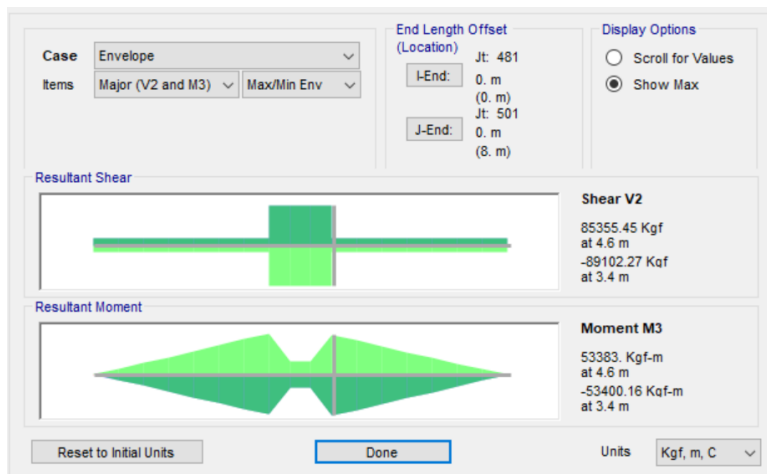 End Length Offset
(Location)
Display Options
Case
Envelope
Jt: 481
Scroll for Values
Items
Major (V2 and M3)
Max/Min Env
I-End:
0. m
(0. m)
Show Max
Jt: 501
J-End:
0. m
(8. m)
Resultant Shear
Shear V2
85355.45 Kgf
at 4.6 m
-89102.27 Kgf
at 3.4 m
Resultant Moment
Moment M3
53383. Kgf-m
at 4.6 m
-53400.16 Kgf-m
at 3.4 m
Reset to Initial Units
Done
Units
Kgf, m, C